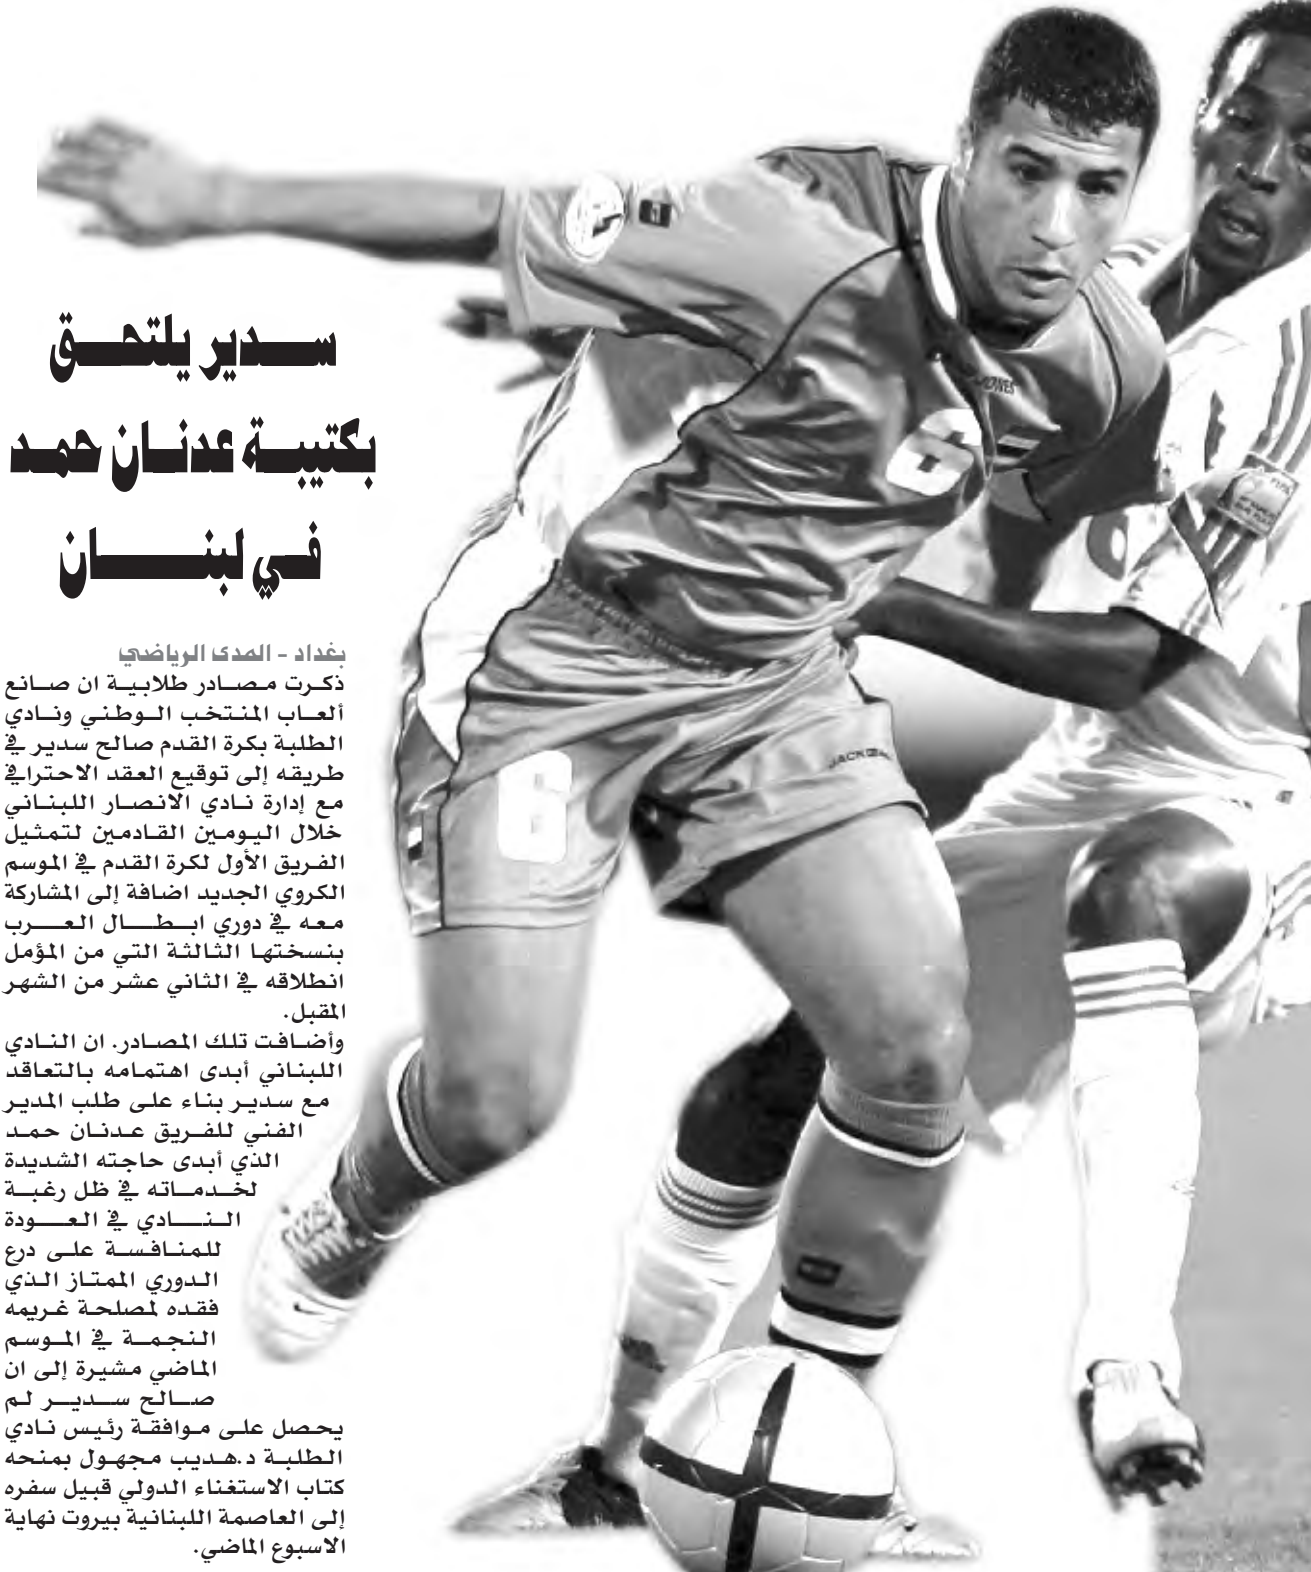 سدير يلتحق
بكتيبة عدنان حمد
في لبنان
بغداد - المدى الرياضي
ذكرت مصادر طلابية ان صانع
ألعاب المنتخب الوطني ونادي
الطلبة بكرة القدم صالح سدير في
طريقه إلى توقيع العقد الاحترافي
مع إدارة نادي الانصار اللبناني
خلال اليومين القادمين لتمثيل
الفريق الأول لكرة القدم في الموسم
الكروي الجديد اضافة إلى المشاركة
معه في دوري ابطال العرب
بنسختها الثالثة التي من المؤمل
انطلاقه في الثاني عشر من الشهر
المقبل.
وأضافت تلك المصادر. ان النادي
اللبناني أبدى اهتمامه بالتعاقد
مع سدير بناء على طلب المدير
الفني للفريق عدنان حمد
الذي أبدى حاجته الشديدة
لخدماته في ظل رغبة
النادي في العودة
للمنافسة على درع
الدوري الممتاز الذي
فقده لمصلحة غريمه
النجمة في الموسم
الماضي مشيرة إلى ان
صالح سدير لم
يحصل على موافقة رئيس نادي
الطلبة د.هديب مجهول بمنحه
كتاب الاستغناء الدولي قبيل سفره
إلى العاصمة اللبنانية بيروت نهاية
الاسبوع الماضي.
JONES
6
6
JACK